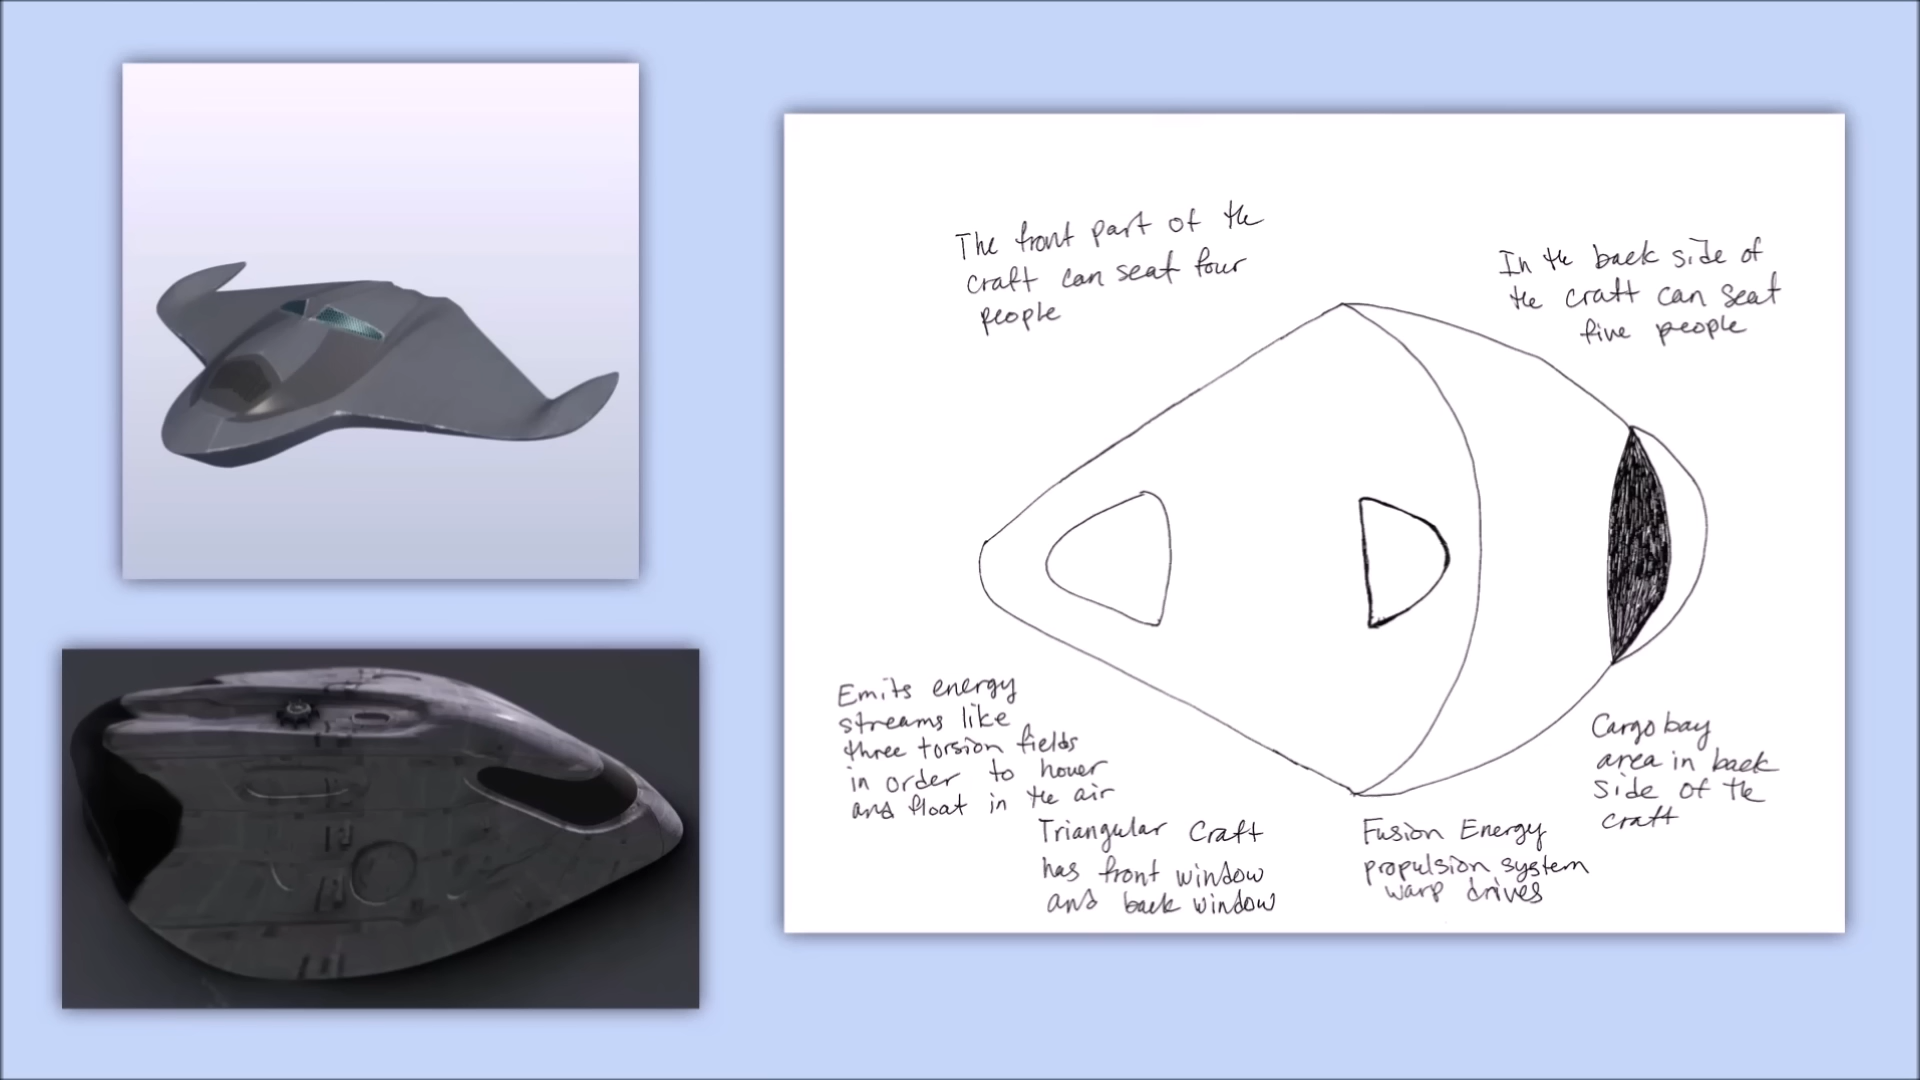 The front part of the
craft can seat four
people
In the back side of
the craft can seat
five people
Emits energy
streams like
three torsion fields
in order to hover
and float in the air
Triangular Craft
has front window
and back window
Fusion Energy
propulsion system
warp drives
Cargo bay
area in back
side of the
craft